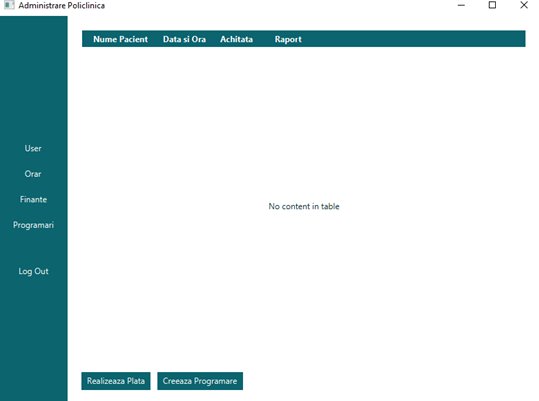 Administrare Policlinica
User
Orar
Finante
Programari
Log Out
Nume Pacient Data si Ora Achitata Raport
No content in table
Realizeaza Plata Creeaza Programare